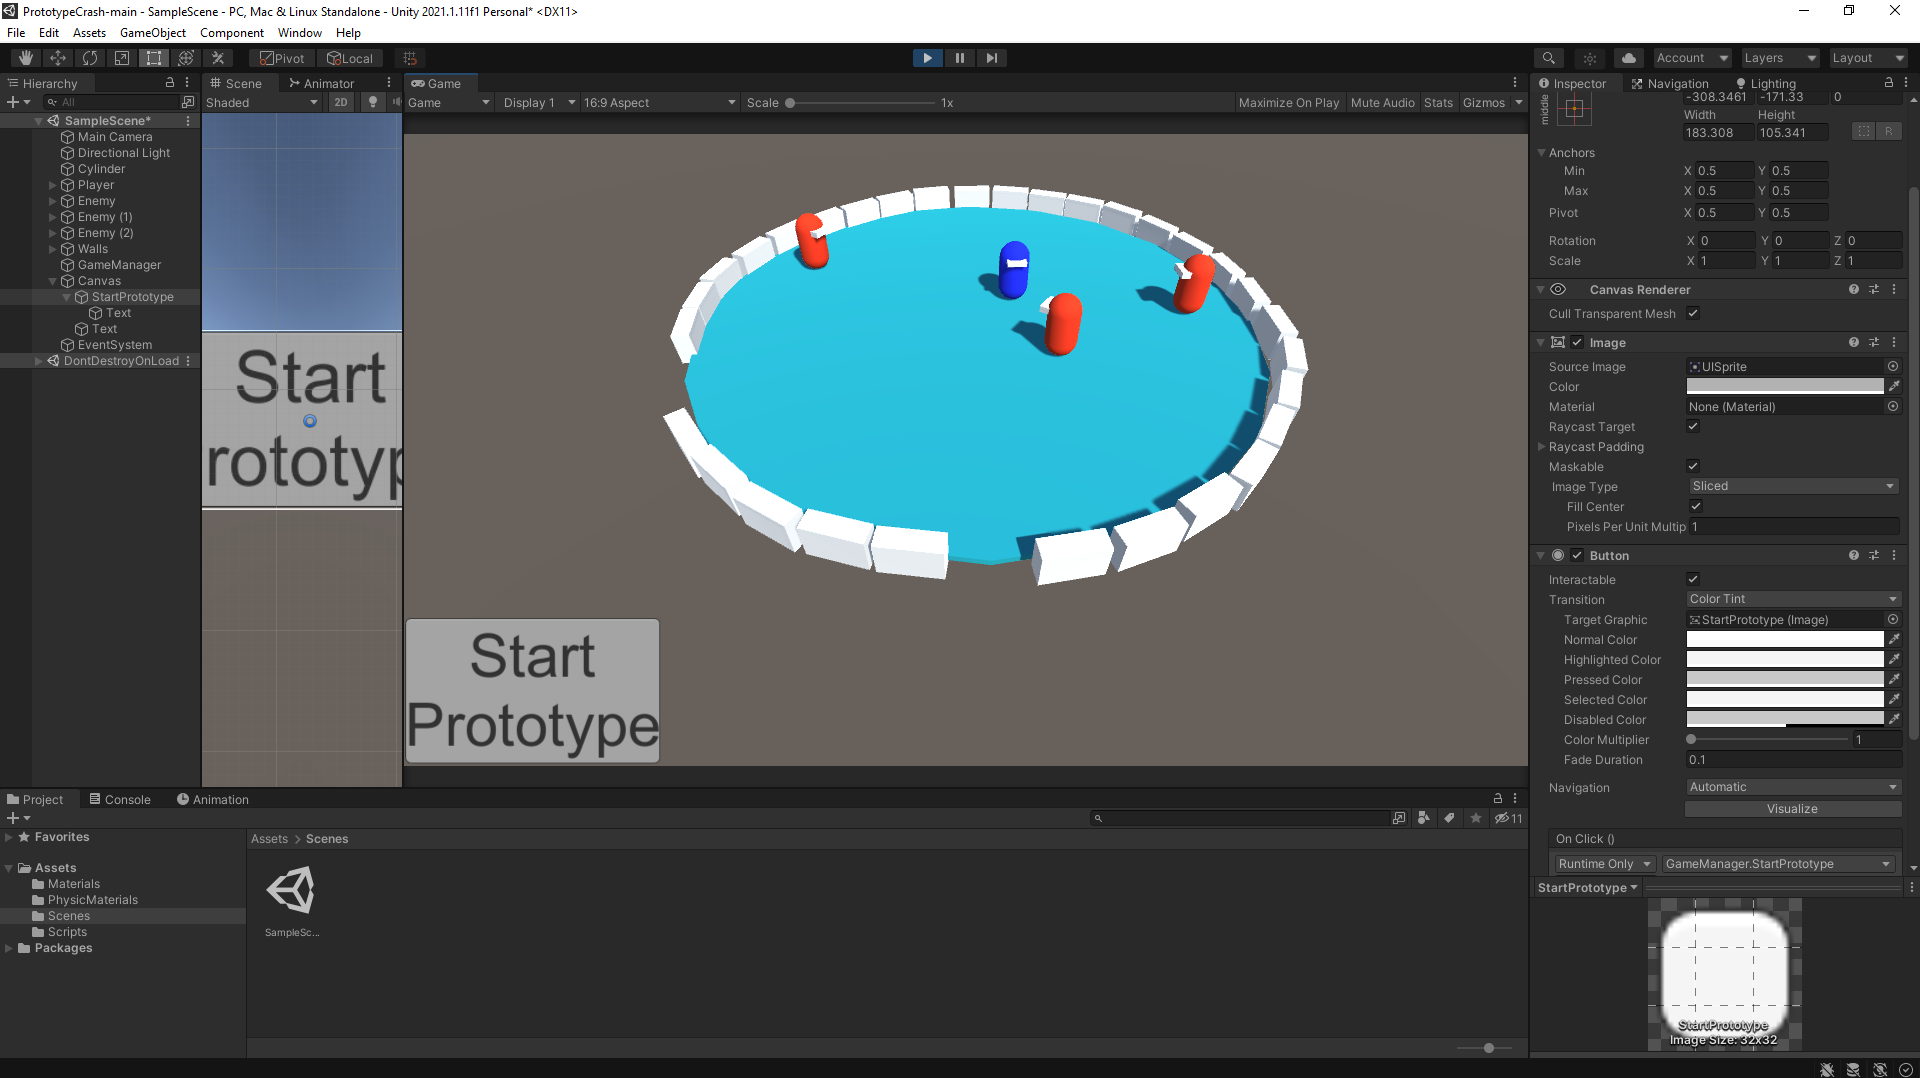 PrototypeCrash-main - SampleScene - PC, Mac & Linux Standalone - Unity 2021.1.11f1 Personal* <DX11>
File Edit Assets GameObject Component Window Help
Pivot Local Account Layers Layout
Hierarchy Scene Animator Game Inspector Navigation Lighting
All Shaded 2D Game Display 1 16:9 Aspect Scale 1x Maximize On Play Mute Audio Stats Gizmos
SampleScene*
Main Camera
Directional Light
Cylinder
Player
Enemy
Enemy (1)
Enemy (2)
Walls
GameManager
Canvas
StartPrototype
Text
Text
EventSystem
DontDestroyOnLoad
Start
rototyp
Start
Prototype
middle
-308.3461 -171.33 0
Width Height
183.308 105.341 R
Anchors
Min X 0.5 Y 0.5
Max X 0.5 Y 0.5
Pivot X 0.5 Y 0.5
Rotation X 0 Y 0 Z 0
Scale X 1 Y 1 Z 1
Canvas Renderer
Cull Transparent Mesh
Image
Source Image UISprite
Color
Material None (Material)
Raycast Target
Raycast Padding
Maskable
Image Type Sliced
Fill Center
Pixels Per Unit Multip 1
Button
Interactable
Transition Color Tint
Target Graphic StartPrototype (Image)
Normal Color
Highlighted Color
Pressed Color
Selected Color
Disabled Color
Color Multiplier 1
Fade Duration 0.1
Navigation Automatic
Visualize
On Click ()
Runtime Only GameManager.StartPrototype
StartPrototype
StartPrototype
Image Size: 32x32
Project Console Animation
11
Favorites
Assets
Materials
PhysicMaterials
Scenes
Scripts
Packages
Assets > Scenes
SampleSc...